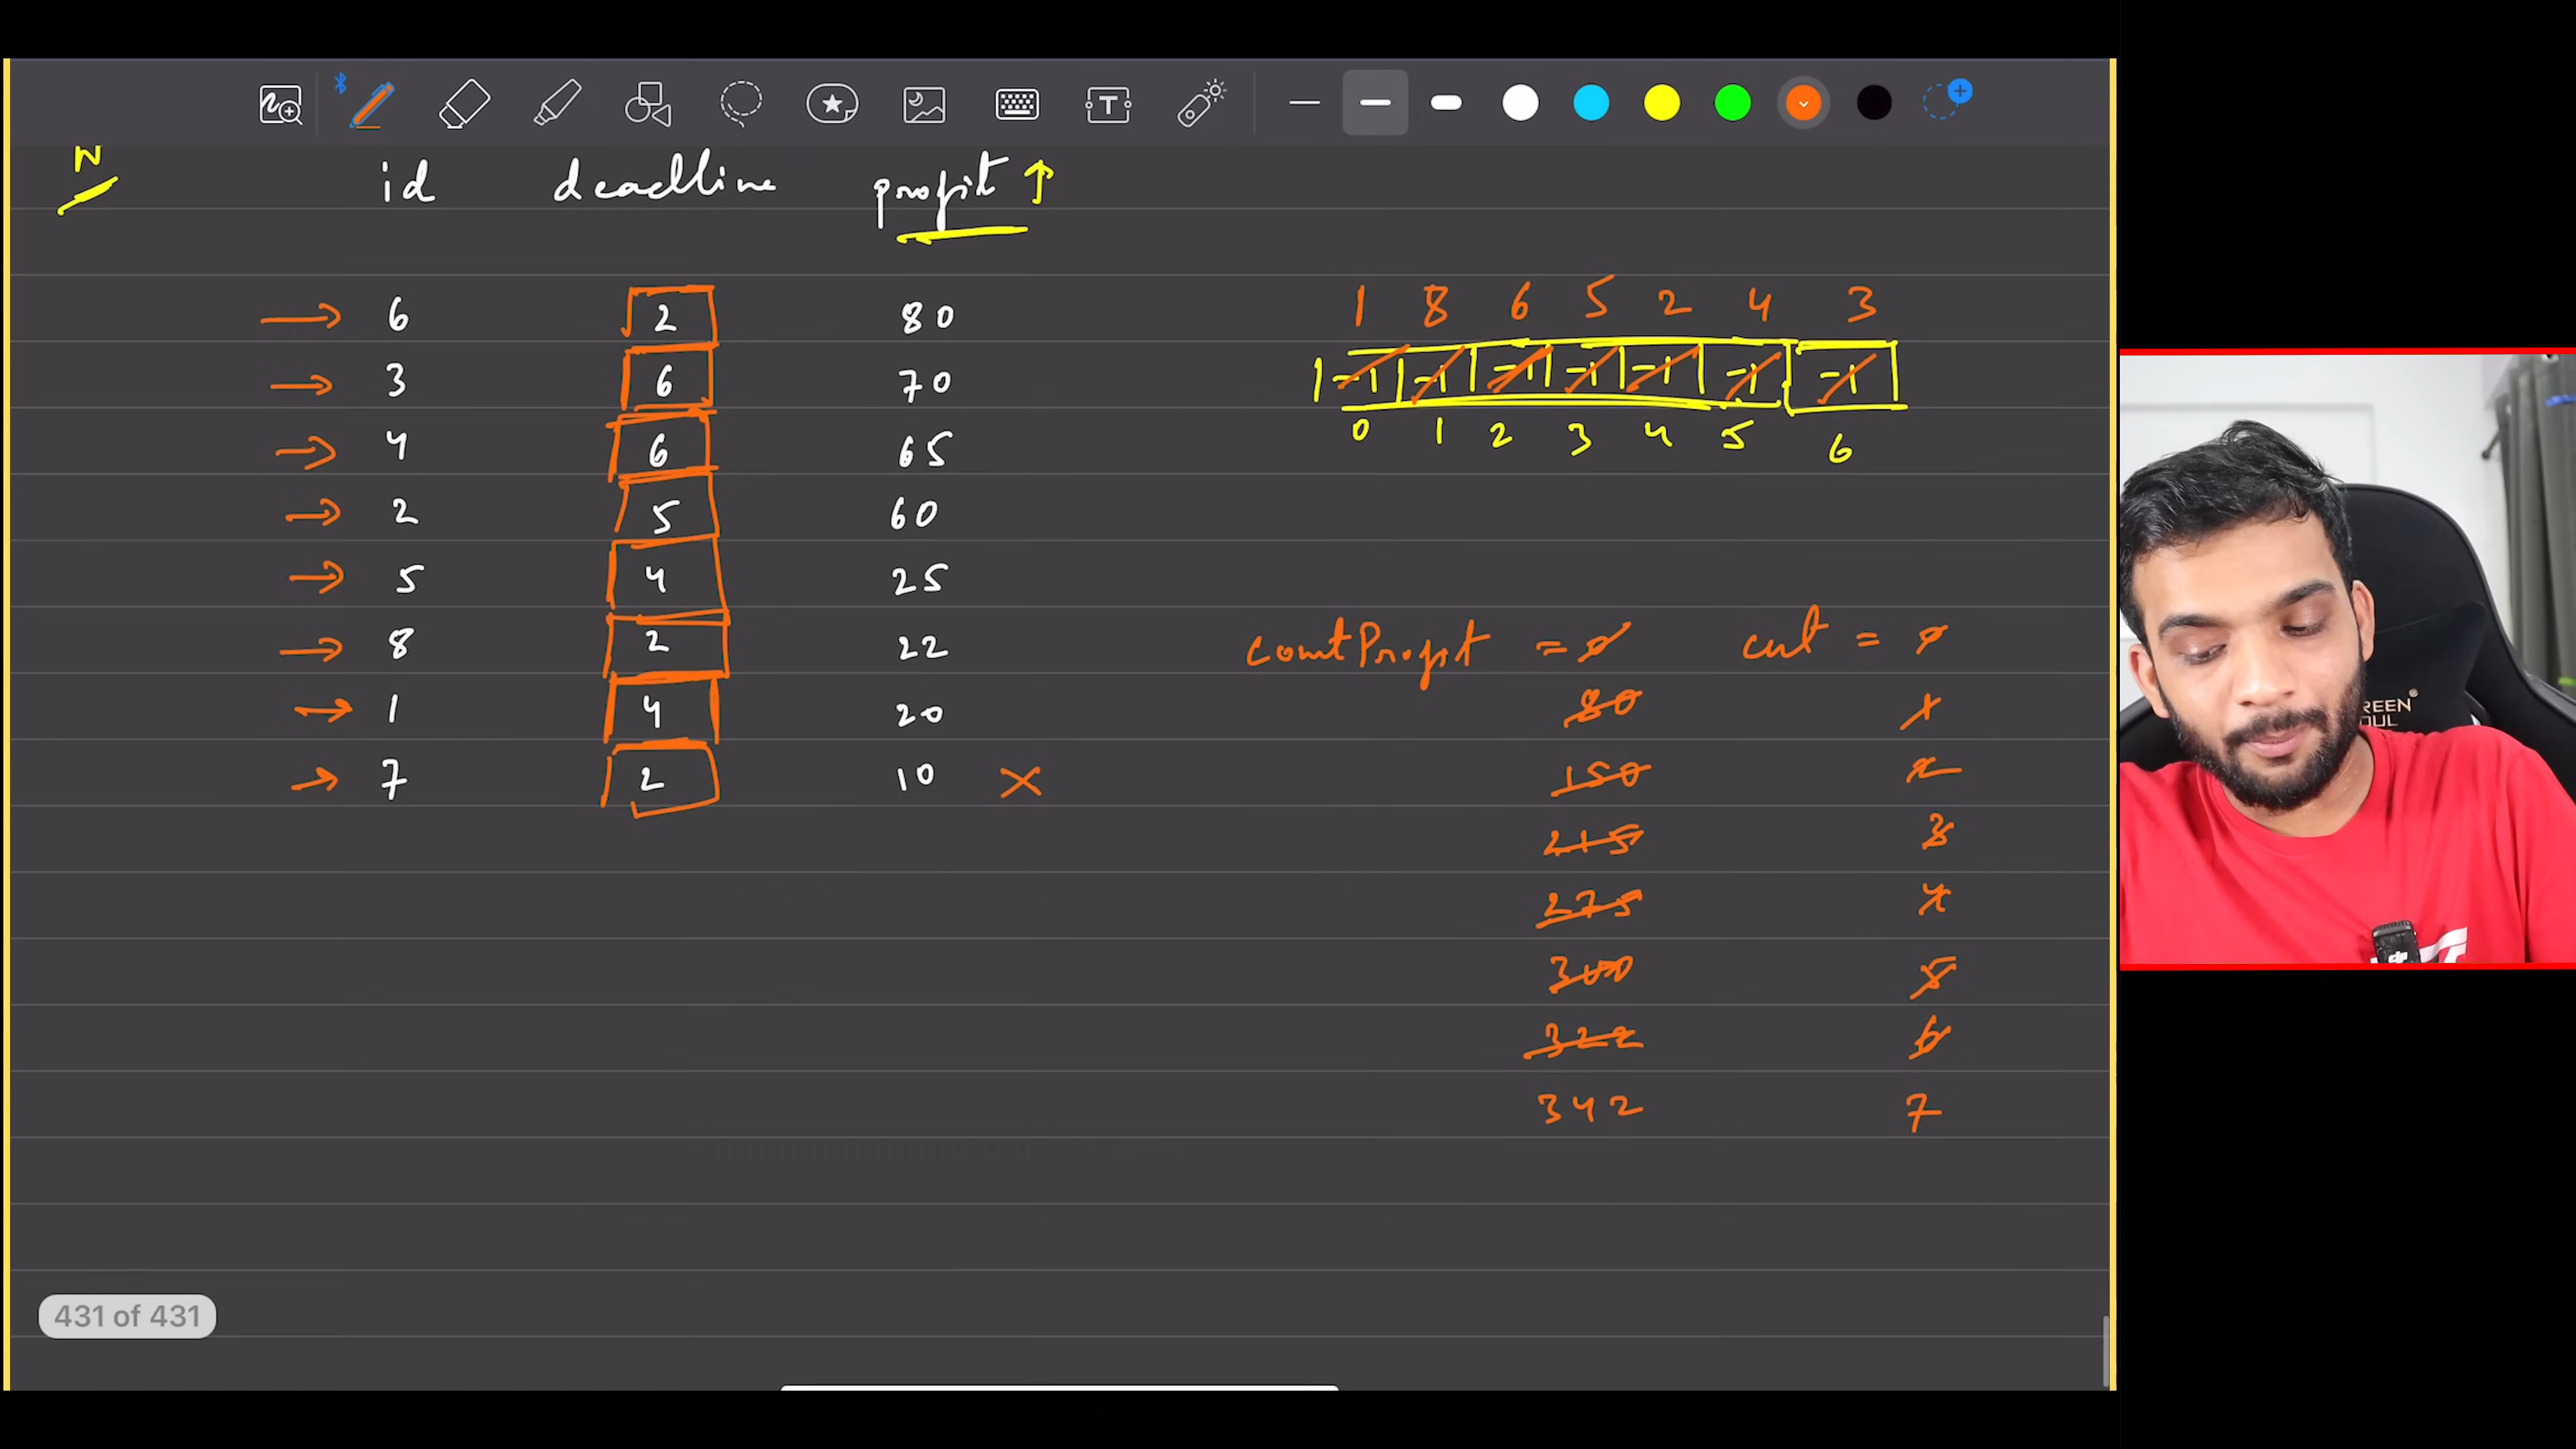 N
id deadline profit ↑
→ 6 2 80
→ 3 6 70
→ 4 6 65
→ 2 5 60
→ 5 4 25
→ 8 2 22
→ 1 4 20
→ 7 2 10 X
1 8 6 5 2 4 3
-1 -1 -1 -1 -1 -1 -1
0 1 2 3 4 5 6
countProfit = 0 cnt = 0
80 1
150 2
215 3
275 4
300 5
322 6
342 7
T
REEN
OUL
431 of 431